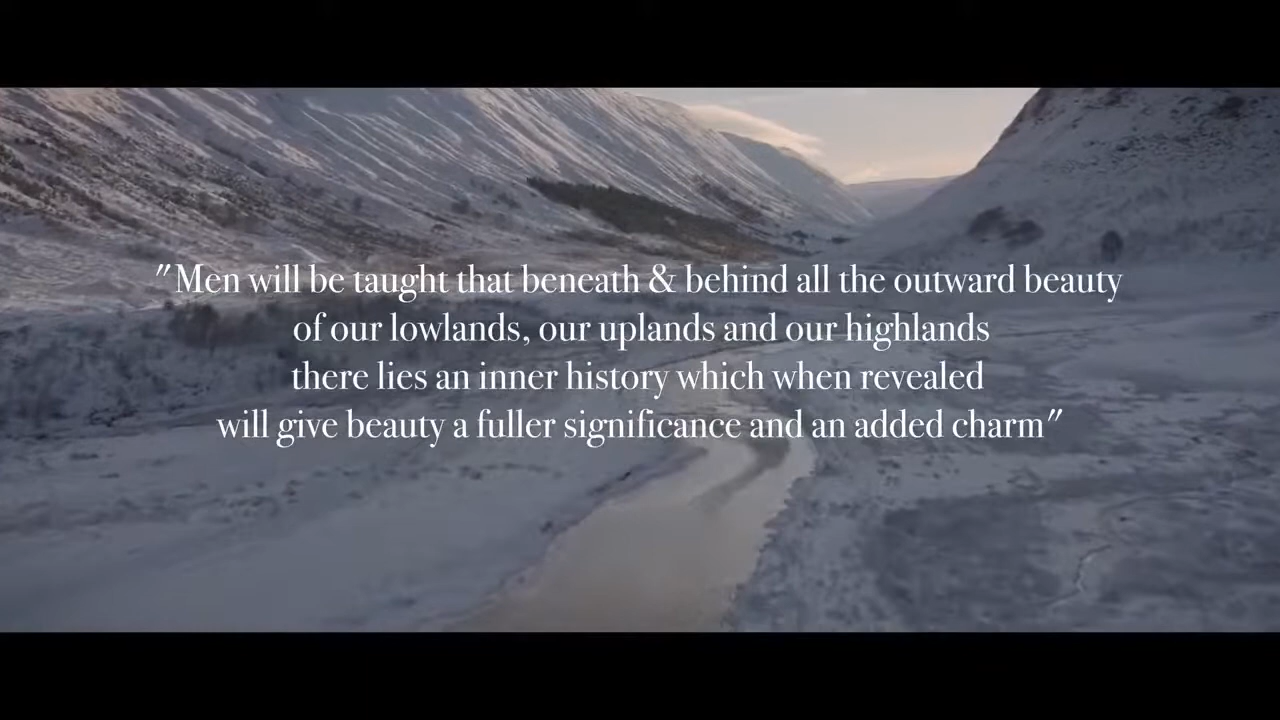 "Men will be taught that beneath & behind all the outward beauty
of our lowlands, our uplands and our highlands
there lies an inner history which when revealed
will give beauty a fuller significance and an added charm"